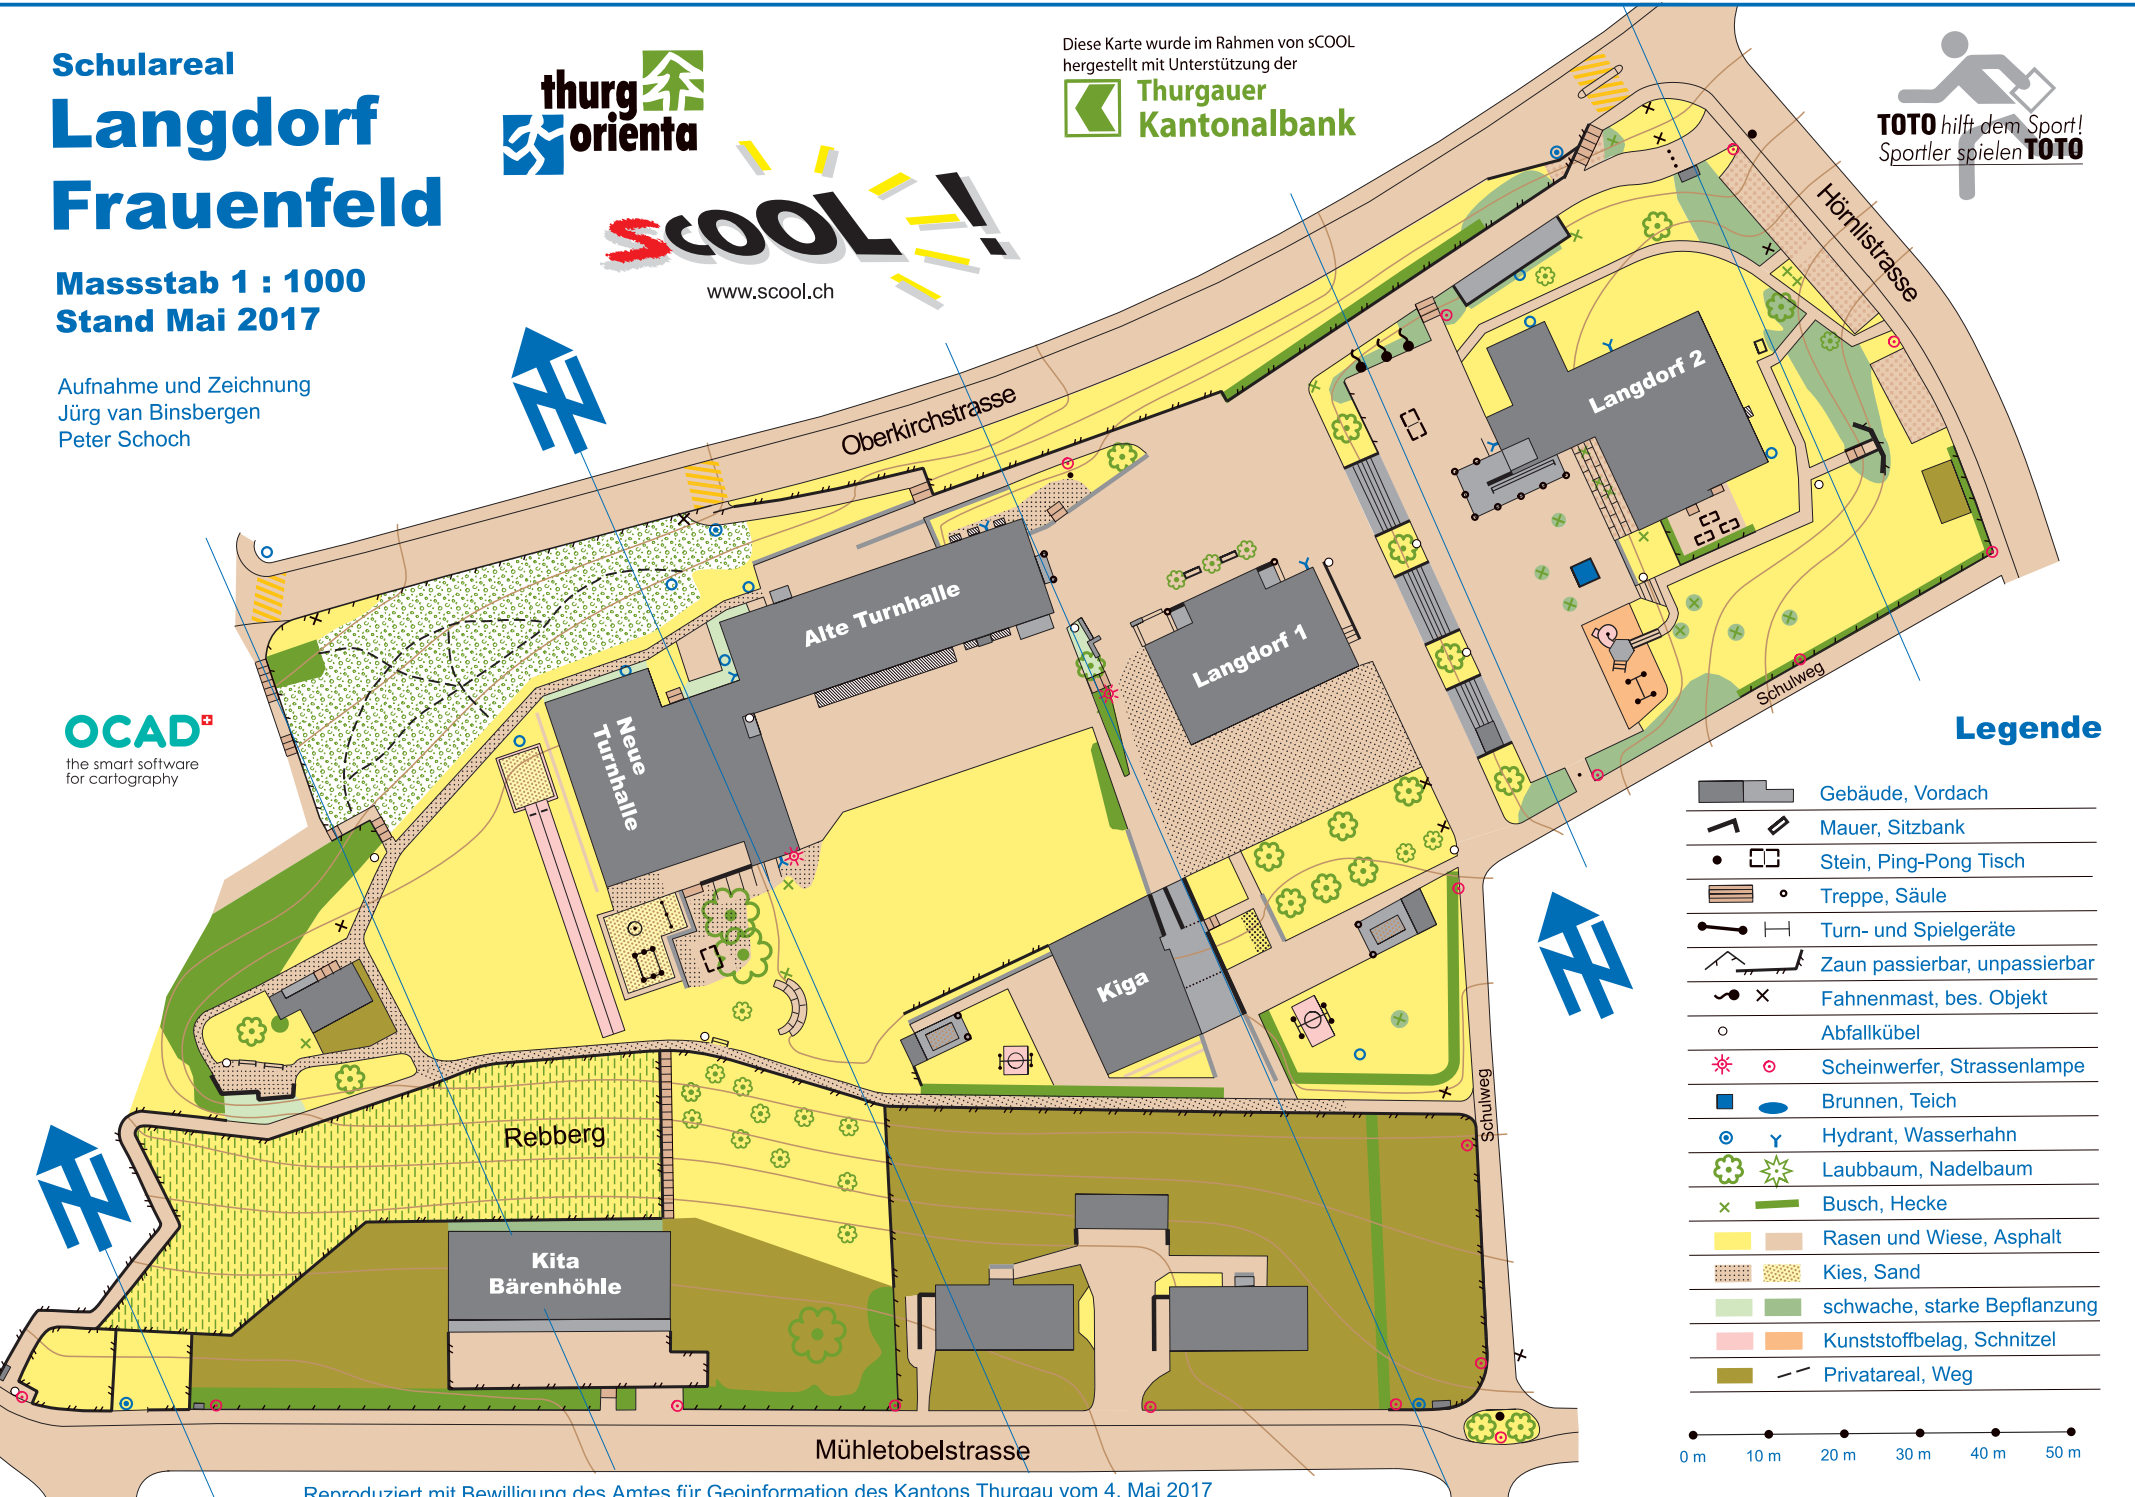 Schulareal
Langdorf
Frauenfeld
Massstab 1 : 1000
Stand Mai 2017
Aufnahme und Zeichnung
Jürg van Binsbergen
Peter Schoch
thurg
orienta
scOOL !
www.scool.ch
Diese Karte wurde im Rahmen von sCOOL
hergestellt mit Unterstützung der
Thurgauer
Kantonalbank
TOTO hilft dem Sport!
Sportler spielen TOTO
OCAD
the smart software
for cartography
N
N
N
Oberkirchstrasse
Hörnlistrasse
Langdorf 2
Alte Turnhalle
Langdorf 1
Neue
Turnhalle
Schulweg
Kiga
Schulweg
Rebberg
Kita
Bärenhöhle
Mühletobelstrasse
Legende
Gebäude, Vordach
Mauer, Sitzbank
Stein, Ping-Pong Tisch
Treppe, Säule
Turn- und Spielgeräte
Zaun passierbar, unpassierbar
Fahnenmast, bes. Objekt
Abfallkübel
Scheinwerfer, Strassenlampe
Brunnen, Teich
Hydrant, Wasserhahn
Laubbaum, Nadelbaum
Busch, Hecke
Rasen und Wiese, Asphalt
Kies, Sand
schwache, starke Bepflanzung
Kunststoffbelag, Schnitzel
Privatareal, Weg
0 m 10 m 20 m 30 m 40 m 50 m
Reproduziert mit Bewilligung des Amtes für Geoinformation des Kantons Thurgau vom 4. Mai 2017